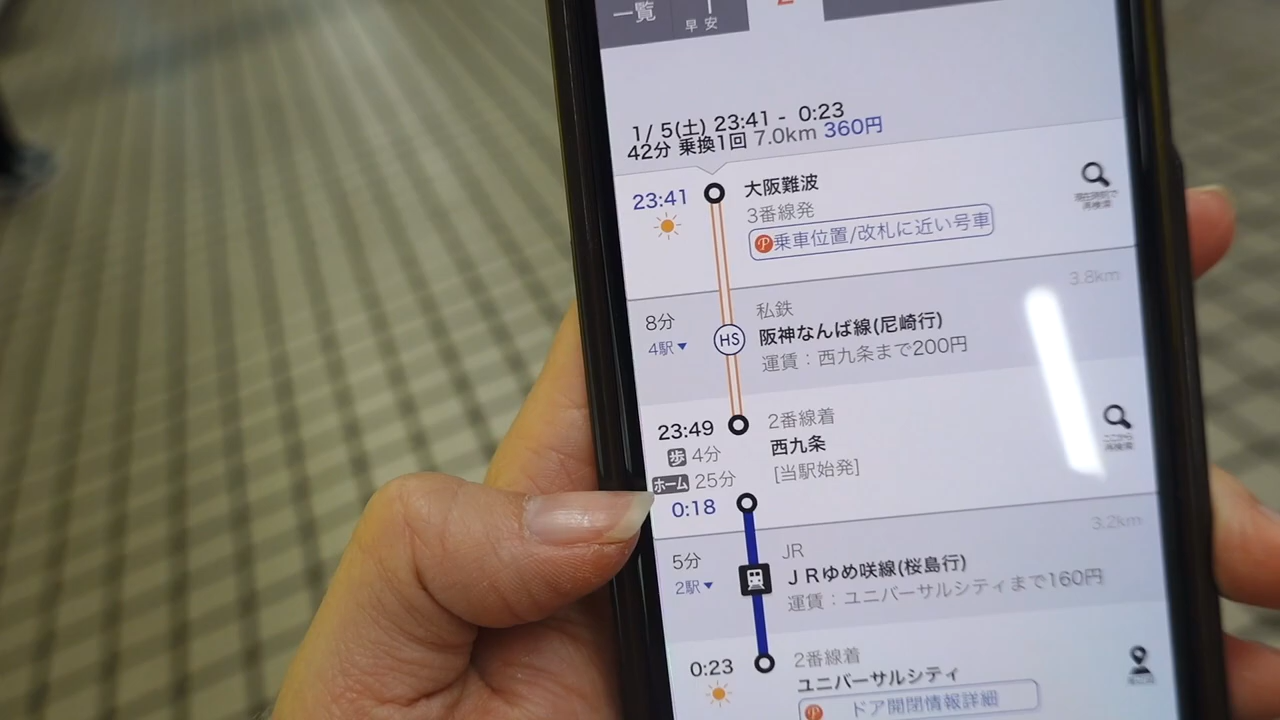 一覧
早 安
1/ 5(土) 23:41 - 0:23
42分 乗換1回 7.0km 360円
23:41
大阪難波
3番線発
P乗車位置/改札に近い号車
3.8km
8分
4駅▼
HS
私鉄
阪神なんば線(尼崎行)
運賃：西九条まで200円
23:49
2番線着
西九条
歩 4分
[当駅始発]
ホーム 25分
0:18
ここから
再検索
3.2km
5分
2駅▼
JR
ＪＲゆめ咲線(桜島行)
運賃：ユニバーサルシティまで160円
0:23
2番線着
ユニバーサルシティ
P ドア開閉情報詳細